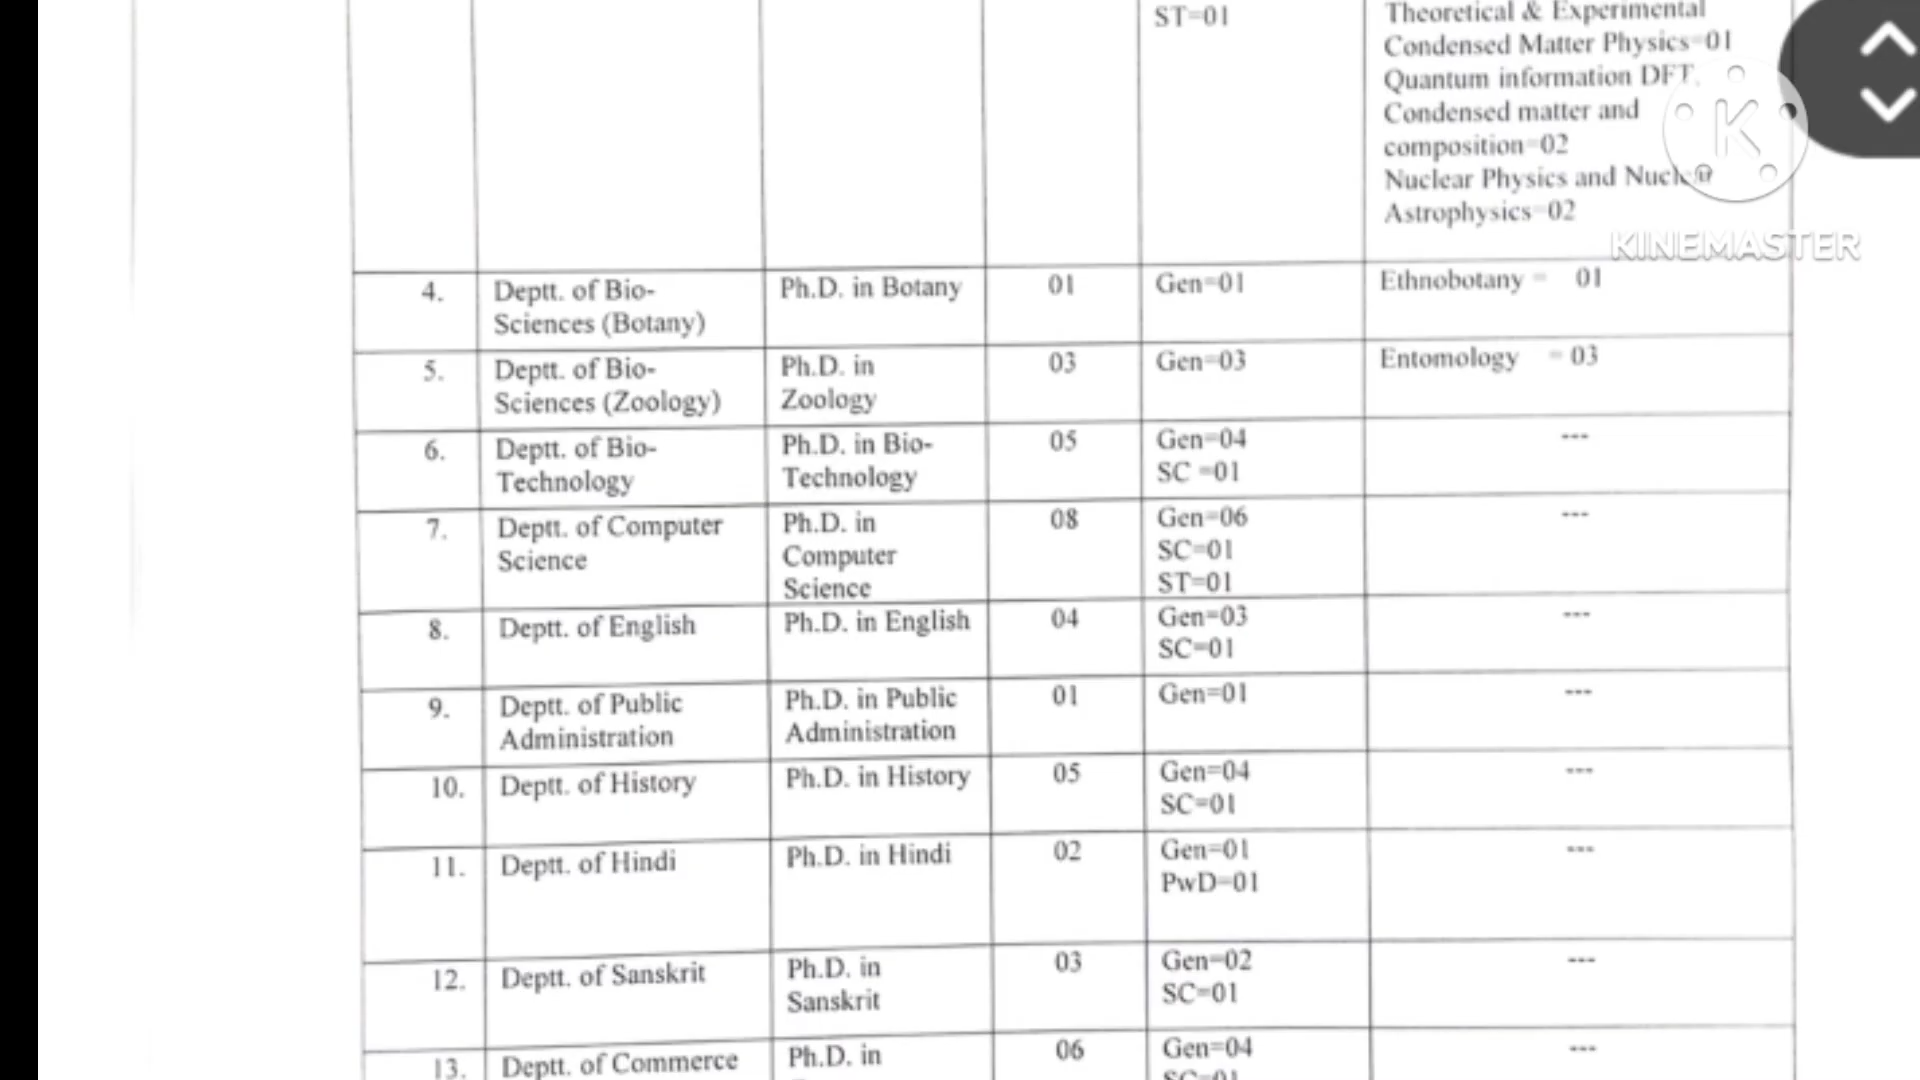 ST=01
Theoretical & Experimental
Condensed Matter Physics=01
Quantum information DFT,
Condensed matter and
composition=02
Nuclear Physics and
Astrophysics=02
KINEMASTER
4. Deptt. of Bio- Ph.D. in Botany 01 Gen=01 Ethnobotany = 01
Sciences (Botany)
5. Deptt. of Bio- Ph.D. in 03 Gen=03 Entomology = 03
Sciences (Zoology) Zoology
6. Deptt. of Bio- Ph.D. in Bio- 05 Gen=04 ---
Technology Technology SC =01
7. Deptt. of Computer Ph.D. in 08 Gen=06 ---
Science Computer SC=01
Science ST=01
8. Deptt. of English Ph.D. in English 04 Gen=03 ---
SC=01
9. Deptt. of Public Ph.D. in Public 01 Gen=01 ---
Administration Administration
10. Deptt. of History Ph.D. in History 05 Gen=04 ---
SC=01
11. Deptt. of Hindi Ph.D. in Hindi 02 Gen=01 ---
PwD=01
12. Deptt. of Sanskrit Ph.D. in 03 Gen=02 ---
Sanskrit SC=01
13. Deptt. of Commerce Ph.D. in 06 Gen=04 ---